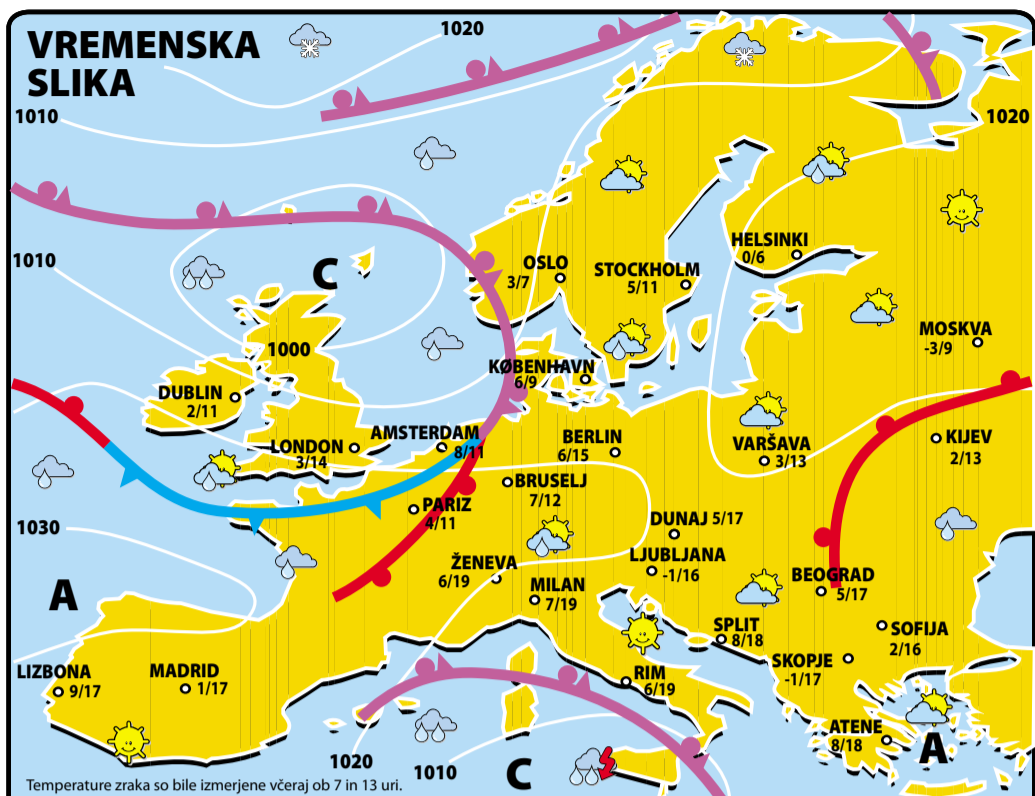 VREMENSKA
SLIKA
1020
1010
1020
1010
C
HELSINKI
0/6
OSLO
3/7
STOCKHOLM
5/11
MOSKVA
-3/9
1000
KØBENHAVN
6/9
DUBLIN
2/11
LONDON
3/14
AMSTERDAM
8/11
BERLIN
6/15
VARŠAVA
3/13
KIJEV
2/13
BRUSELJ
7/12
PARIZ
4/11
1030
DUNAJ 5/17
LJUBLJANA
-1/16
ŽENEVA
6/19
MILAN
7/19
BEOGRAD
5/17
A
SPLIT
8/18
SOFIJA
2/16
SKOPJE
-1/17
LIZBONA
9/17
MADRID
1/17
RIM
6/19
ATENE
8/18
A
1020
1010
C
Temperature zraka so bile izmerjene včeraj ob 7 in 13 uri.